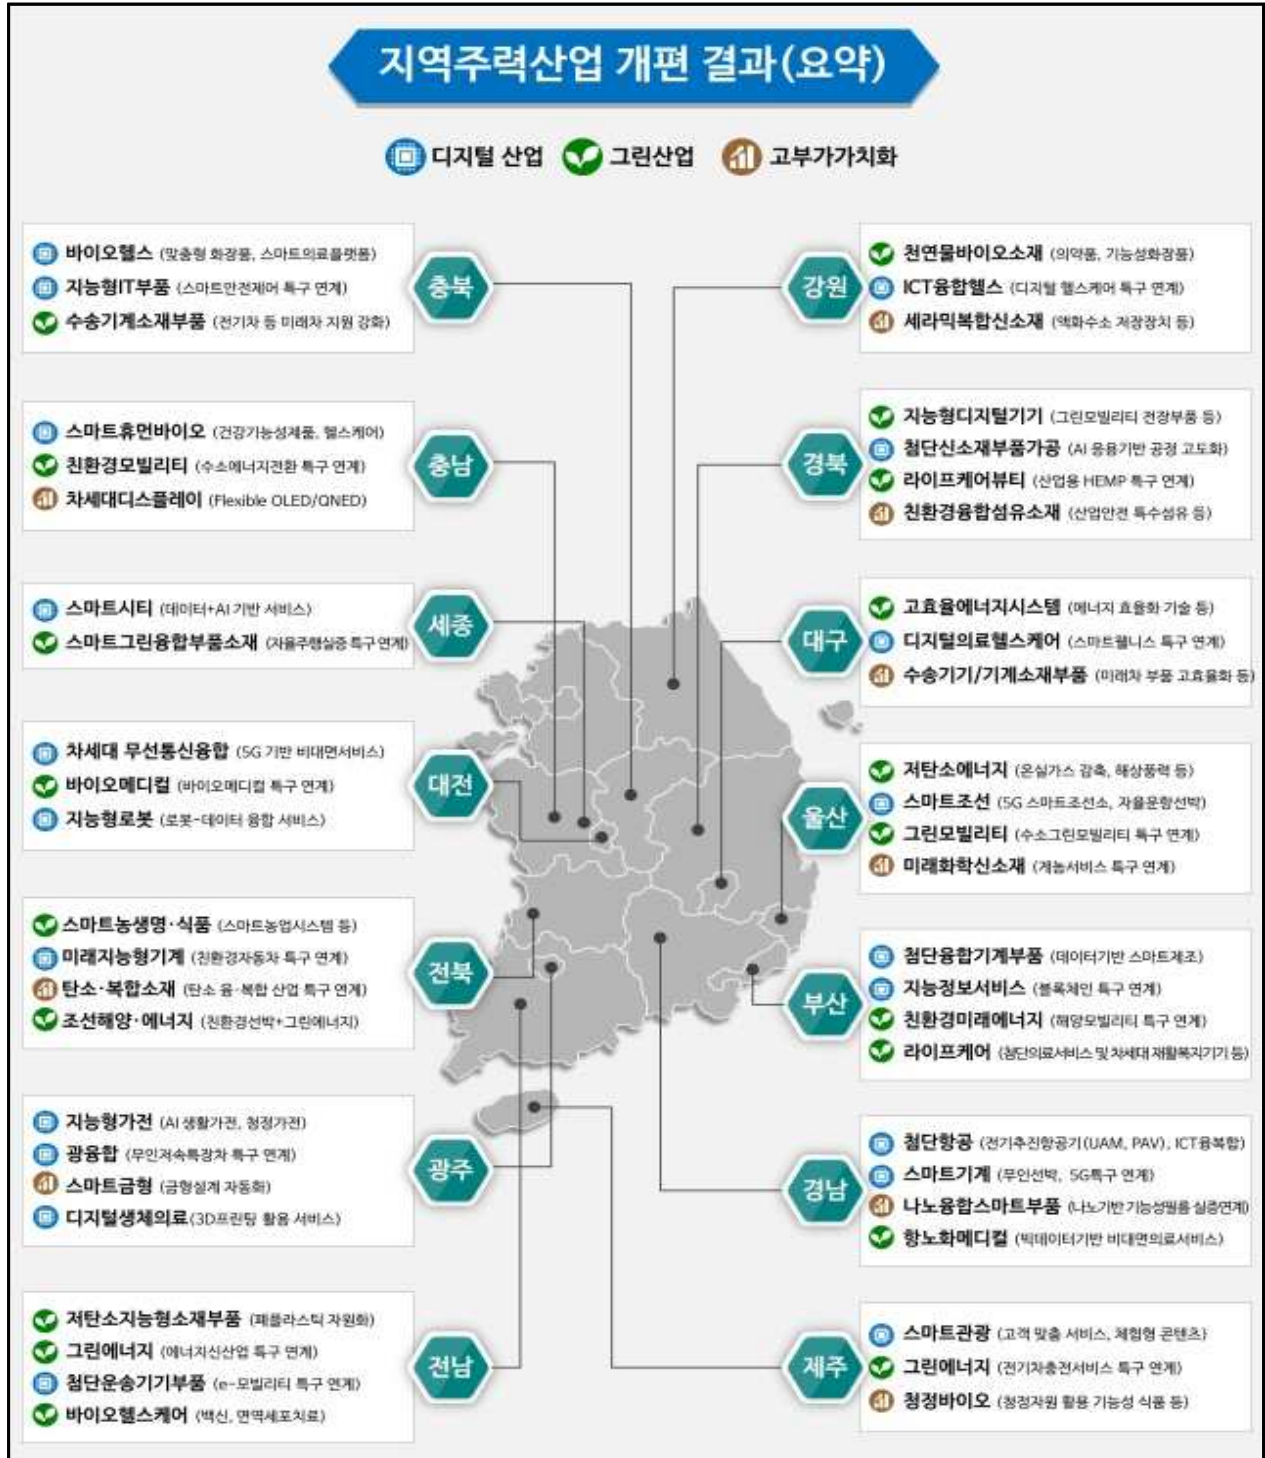 지역주력산업 개편 결과(요약)
디지털 산업 그린산업 고부가가치화
충북
바이오헬스 (맞춤형 화장품, 스마트의료플랫폼)
지능형IT부품 (스마트안전제어 특구 연계)
수송기계소재부품 (전기차 등 미래차 지원 강화)
충남
스마트휴먼바이오 (건강기능성제품, 헬스케어)
친환경모빌리티 (수소에너지전환 특구 연계)
차세대디스플레이 (Flexible OLED/QNED)
세종
스마트시티 (데이터+AI 기반 서비스)
스마트그린융합부품소재 (자율주행실증 특구 연계)
대전
차세대 무선통신융합 (5G 기반 비대면서비스)
바이오메디컬 (바이오메디컬 특구 연계)
지능형로봇 (로봇-데이터 융합 서비스)
전북
스마트농생명·식품 (스마트농업시스템 등)
미래지능형기계 (친환경자동차 특구 연계)
탄소·복합소재 (탄소 융·복합 산업 특구 연계)
조선해양·에너지 (친환경선박+그린에너지)
광주
지능형가전 (AI 생활가전, 청정가전)
광융합 (무인저속특장차 특구 연계)
스마트금형 (금형설계 자동화)
디지털생체의료(3D프린팅 활용 서비스)
전남
저탄소지능형소재부품 (폐플라스틱 자원화)
그린에너지 (에너지신산업 특구 연계)
첨단운송기기부품 (e-모빌리티 특구 연계)
바이오헬스케어 (백신, 면역세포치료)
강원
천연물바이오소재 (의약품, 기능성화장품)
ICT융합헬스 (디지털 헬스케어 특구 연계)
세라믹복합신소재 (액화수소 저장장치 등)
경북
지능형디지털기기 (그린모빌리티 전장부품 등)
첨단신소재부품가공 (AI 응용기반 공정 고도화)
라이프케어뷰티 (산업용 HEMP 특구 연계)
친환경융합섬유소재 (산업안전 특수섬유 등)
대구
고효율에너지시스템 (에너지 효율화 기술 등)
디지털의료헬스케어 (스마트웰니스 특구 연계)
수송기기/기계소재부품 (미래차 부품 고효율화 등)
울산
저탄소에너지 (온실가스 감축, 해상풍력 등)
스마트조선 (5G 스마트조선소, 자율운항선박)
그린모빌리티 (수소그린모빌리티 특구 연계)
미래화학신소재 (게놈서비스 특구 연계)
부산
첨단융합기계부품 (데이터기반 스마트제조)
지능정보서비스 (블록체인 특구 연계)
친환경미래에너지 (해양모빌리티 특구 연계)
라이프케어 (첨단의료서비스 및 차세대 재활복지기기 등)
경남
첨단항공 (전기추진항공기(UAM, PAV), ICT융복합)
스마트기계 (무인선박, 5G특구 연계)
나노융합스마트부품 (나노기반 기능성필름 실증연계)
항노화메디컬 (빅데이터기반 비대면의료서비스)
제주
스마트관광 (고객 맞춤 서비스, 체험형 콘텐츠)
그린에너지 (전기차충전서비스 특구 연계)
청정바이오 (청정자원 활용 기능성 식품 등)